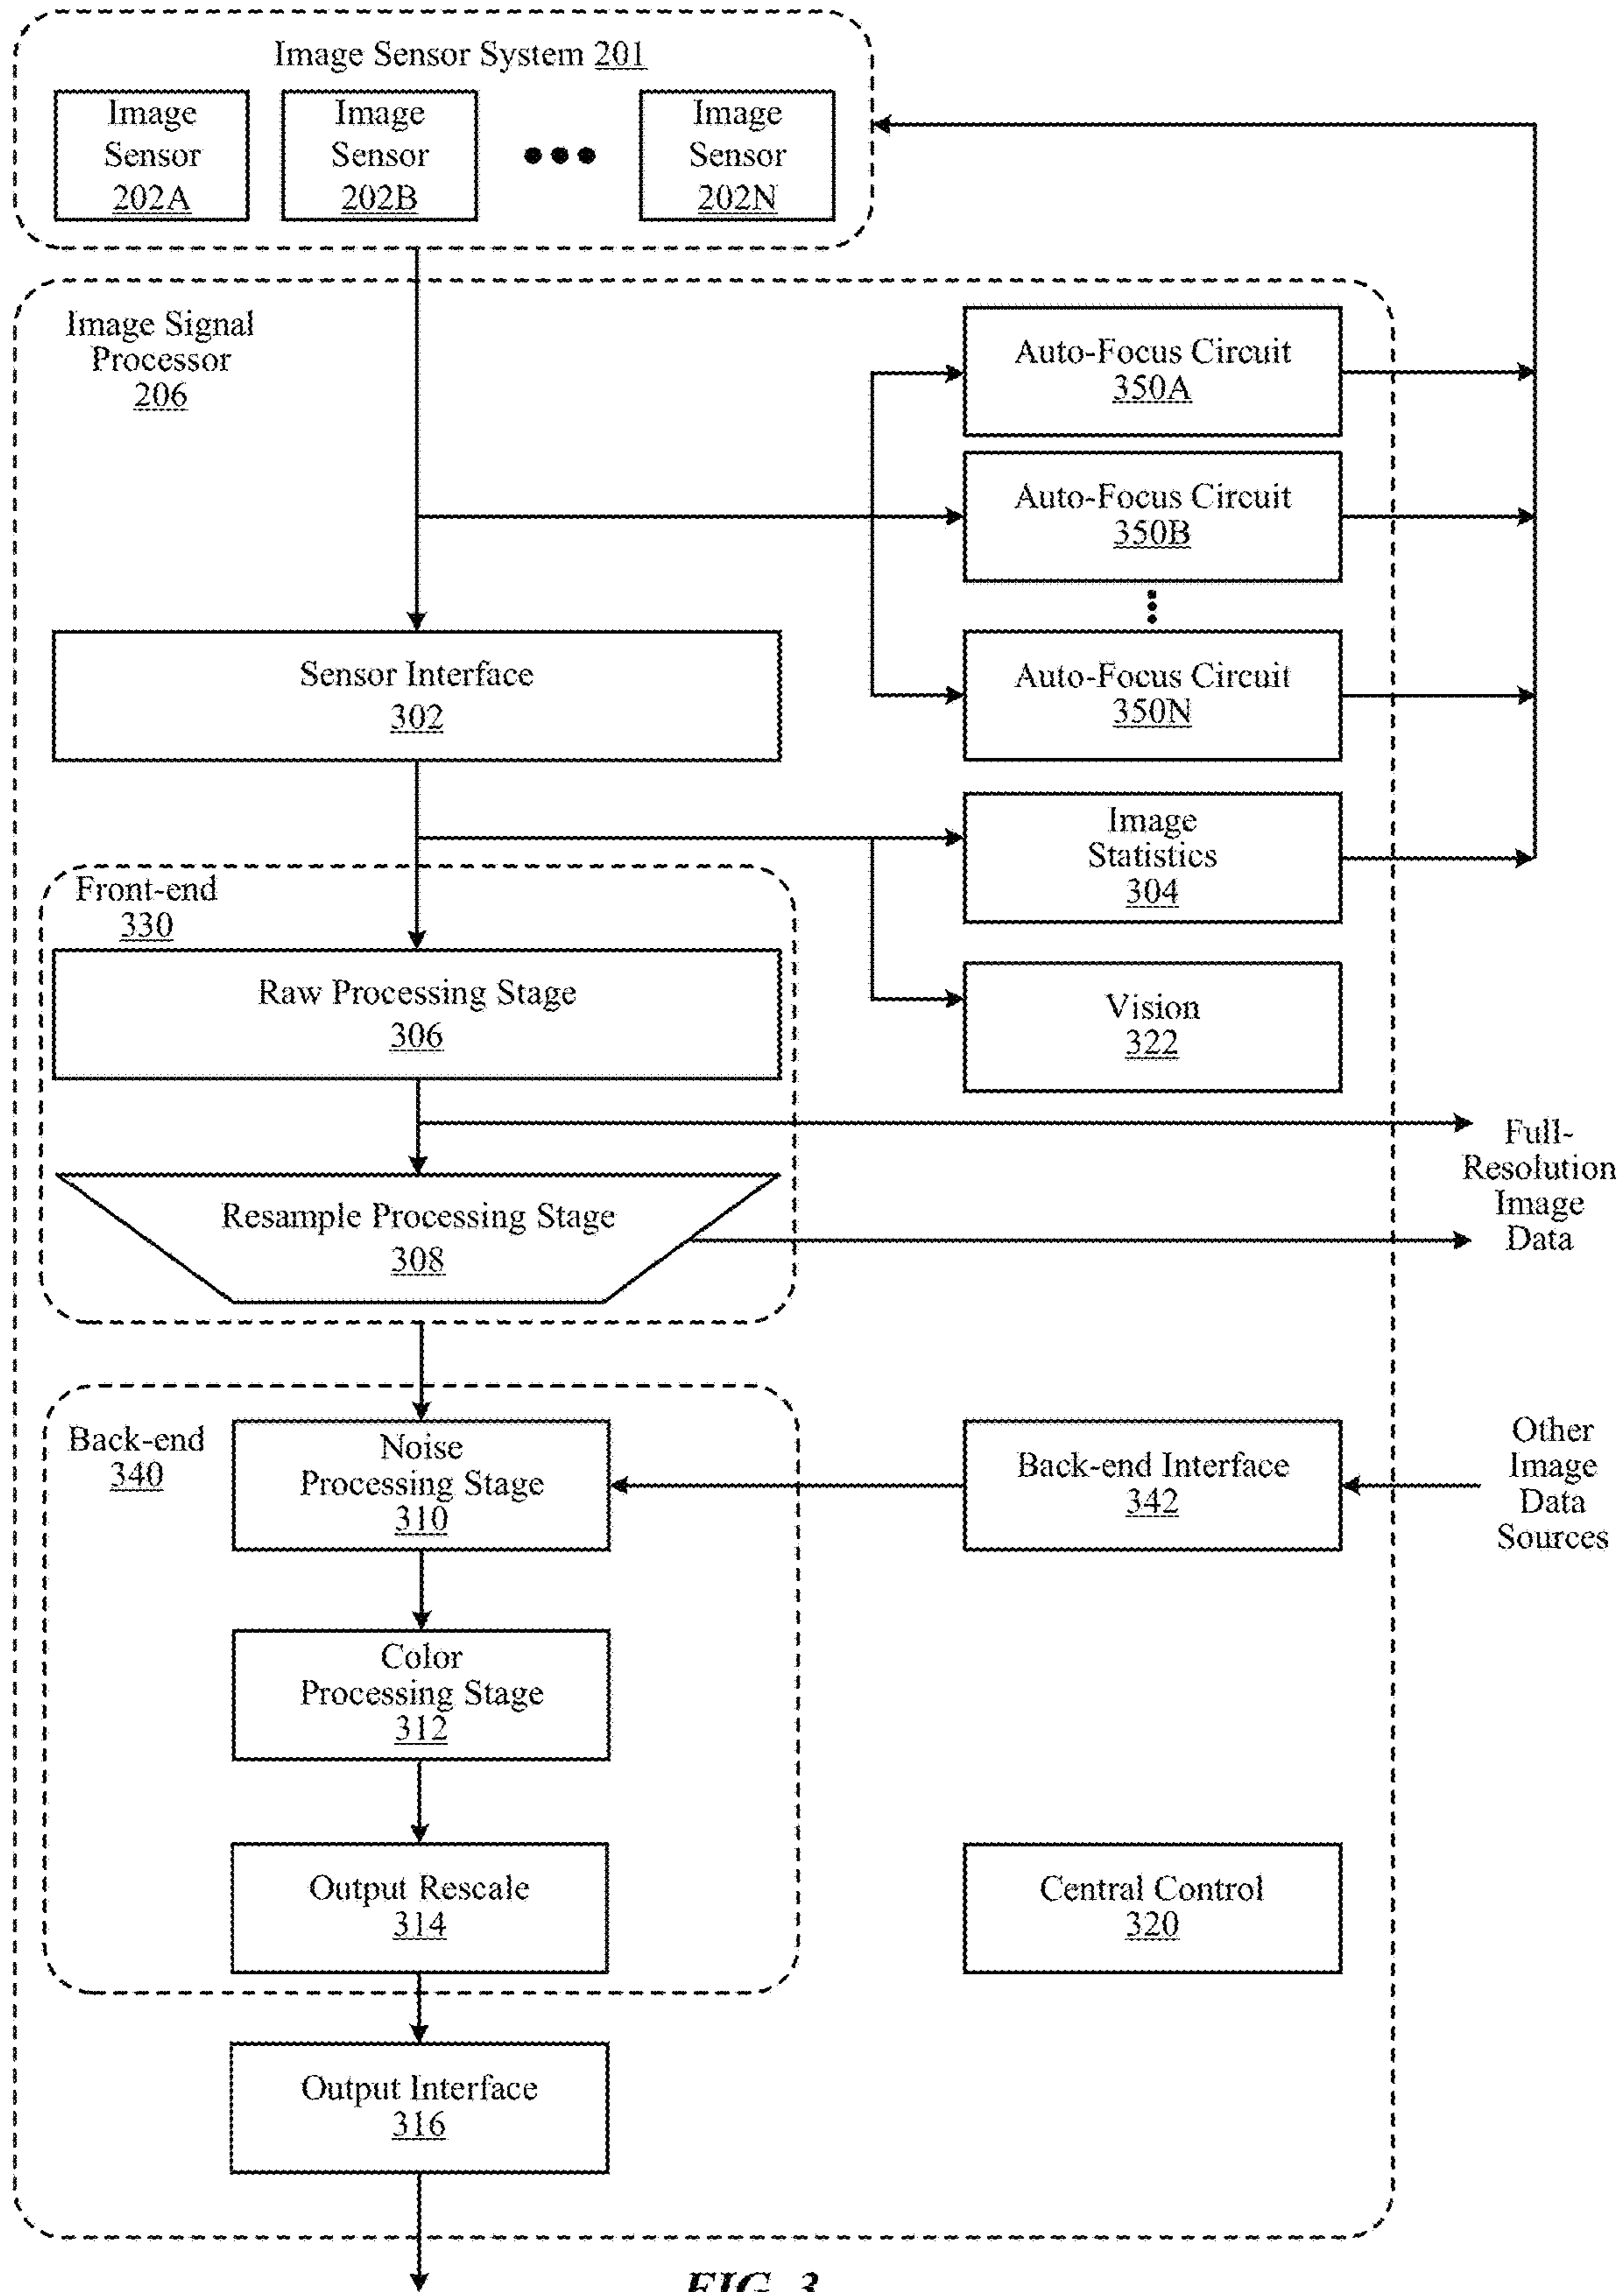 Image Sensor System 201
Image
Sensor
202A
Image
Sensor
202B
Image
Sensor
202N
Image Signal
Processor
206
Auto-Focus Circuit
350A
Auto-Focus Circuit
350B
Sensor Interface
302
Auto-Focus Circuit
350N
Image
Statistics
304
Front-end
330
Raw Processing Stage
306
Vision
322
Full-
Resolution
Image
Data
Resample Processing Stage
308
Back-end
340
Noise
Processing Stage
310
Back-end Interface
342
Other
Image
Data
Sources
Color
Processing Stage
312
Output Rescale
314
Central Control
320
Output Interface
316
FIG. 3